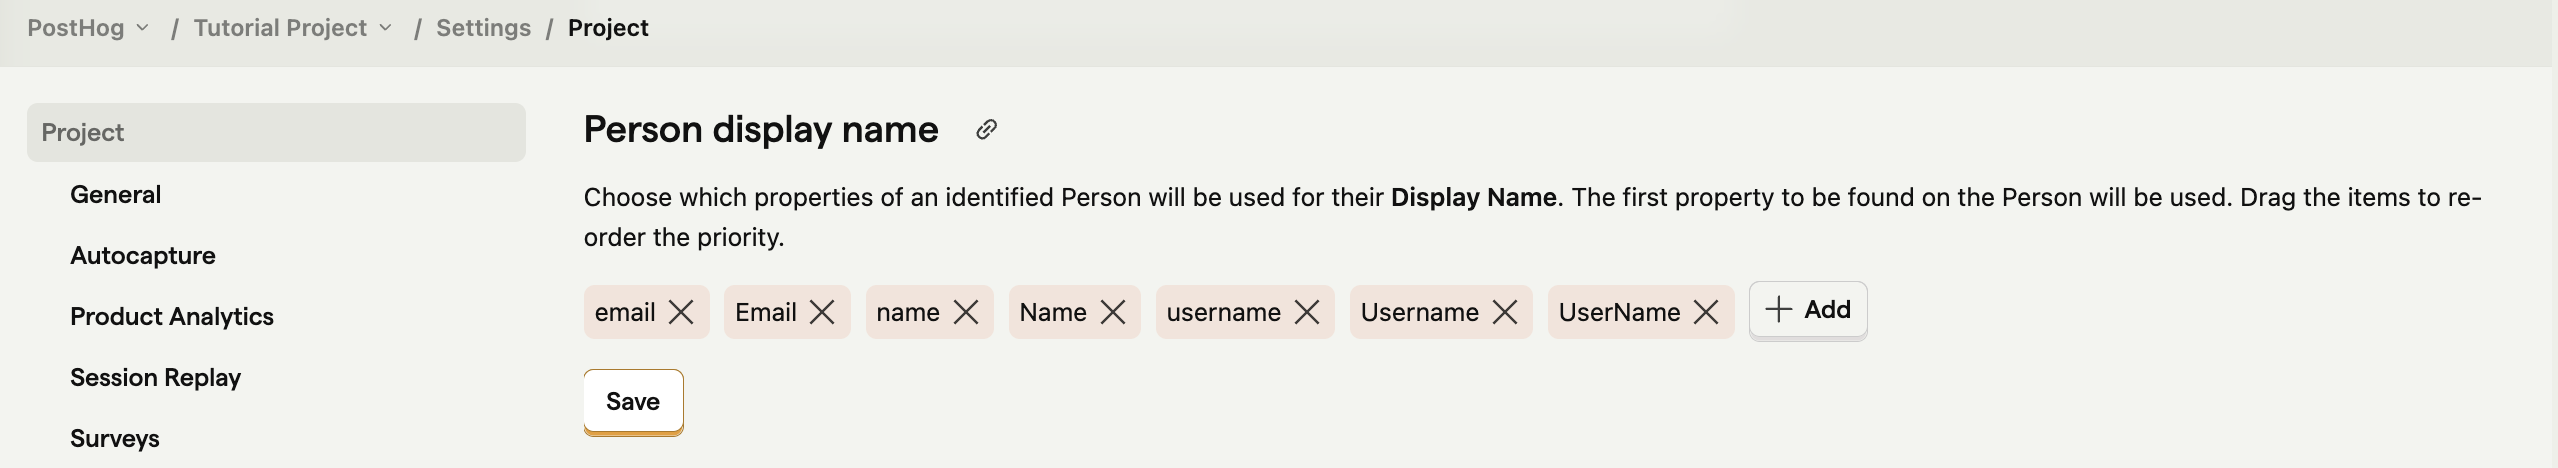 PostHog / Tutorial Project / Settings / Project
Project
General
Autocapture
Product Analytics
Session Replay
Surveys
Person display name
Choose which properties of an identified Person will be used for their Display Name. The first property to be found on the Person will be used. Drag the items to re-
order the priority.
email Email name Name username Username UserName Add
Save